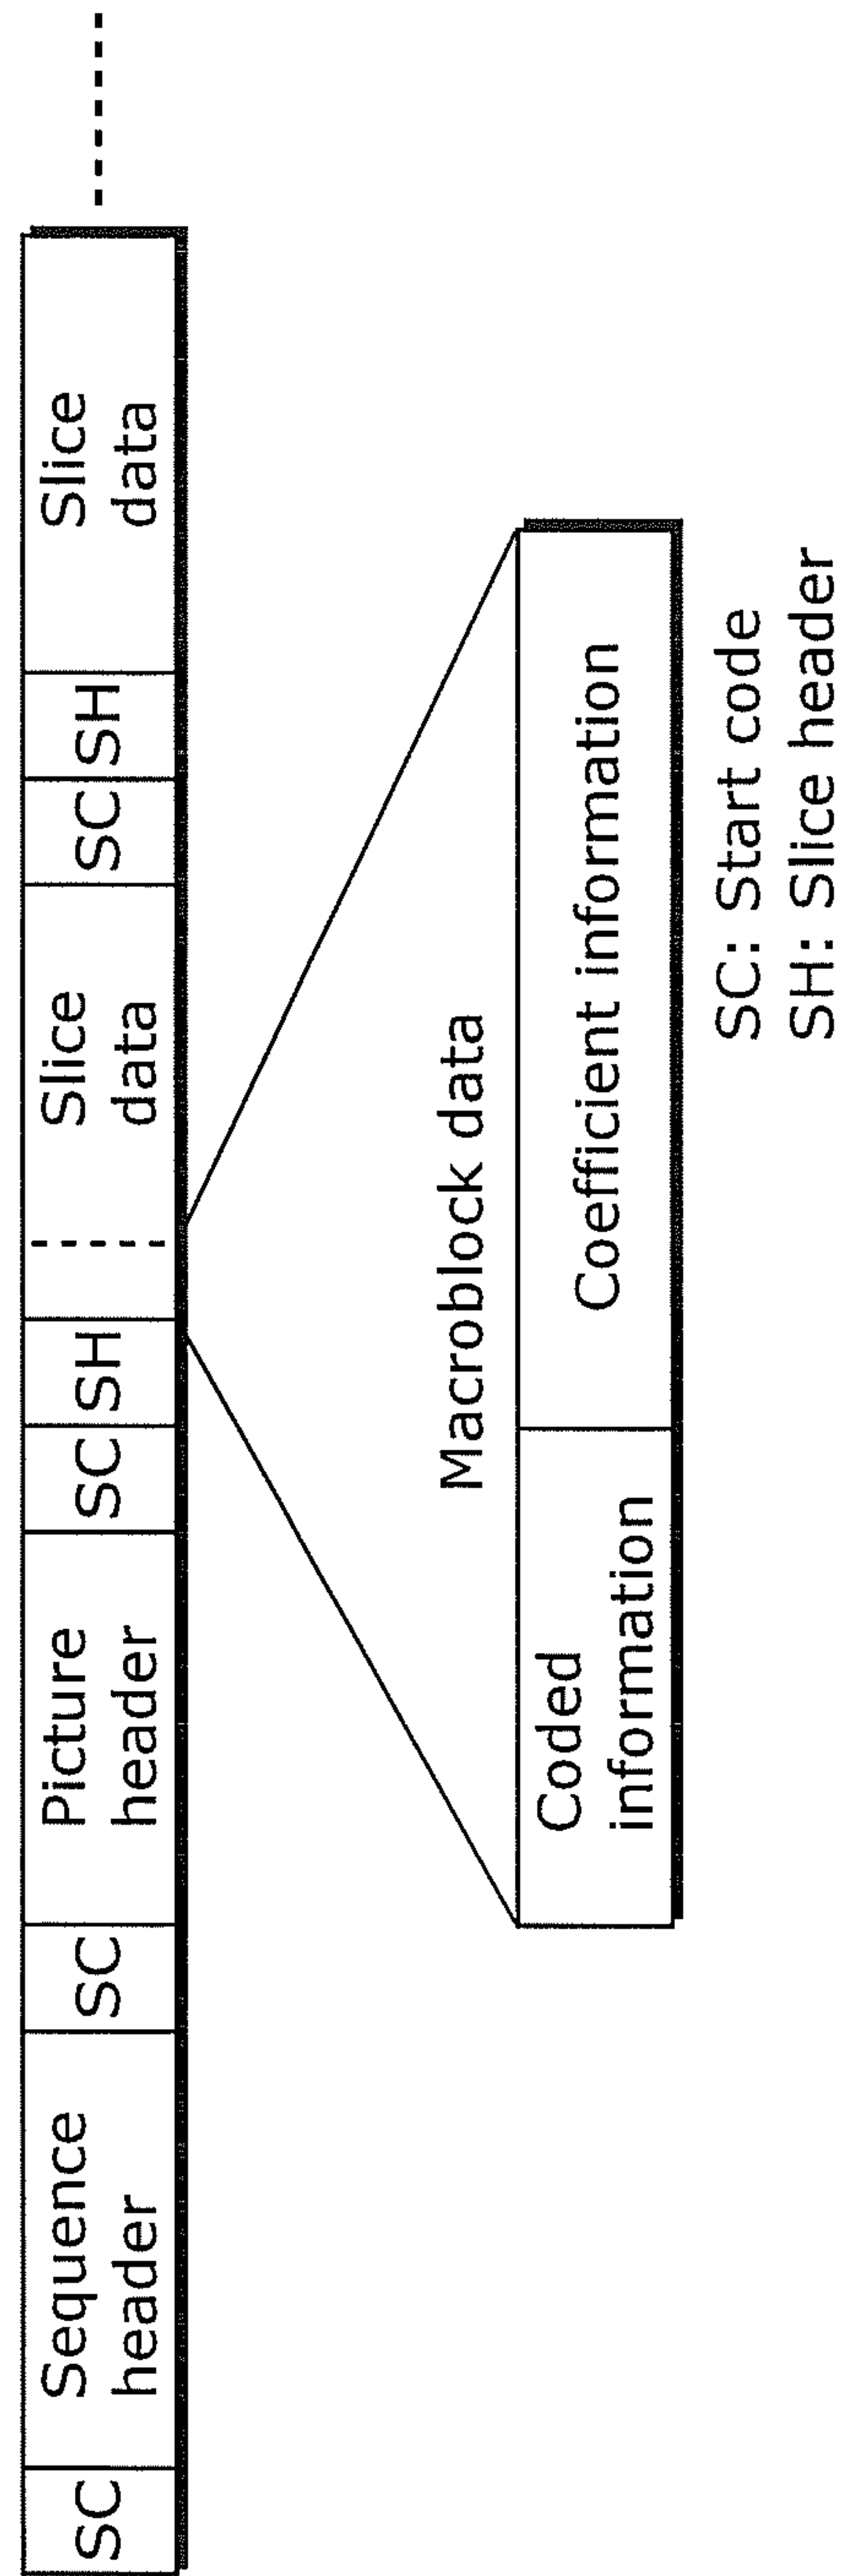 SC
Sequence
header
SC
Picture
header
SC
SH
Slice
data
SC
SH
Slice
data
Macroblock data
Coded
information
Coefficient information
SC: Start code
SH: Slice header